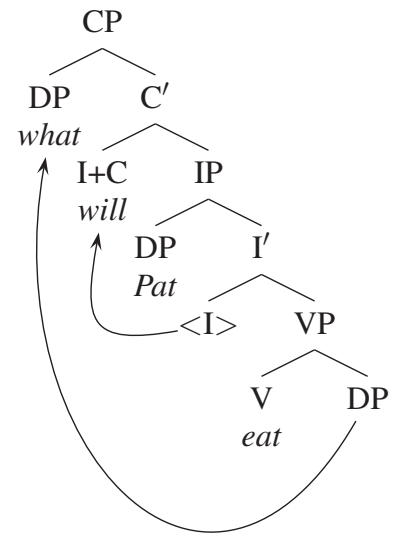 CP
DP C′
what
I+C IP
will
DP I′
Pat
<I> VP
V DP
eat